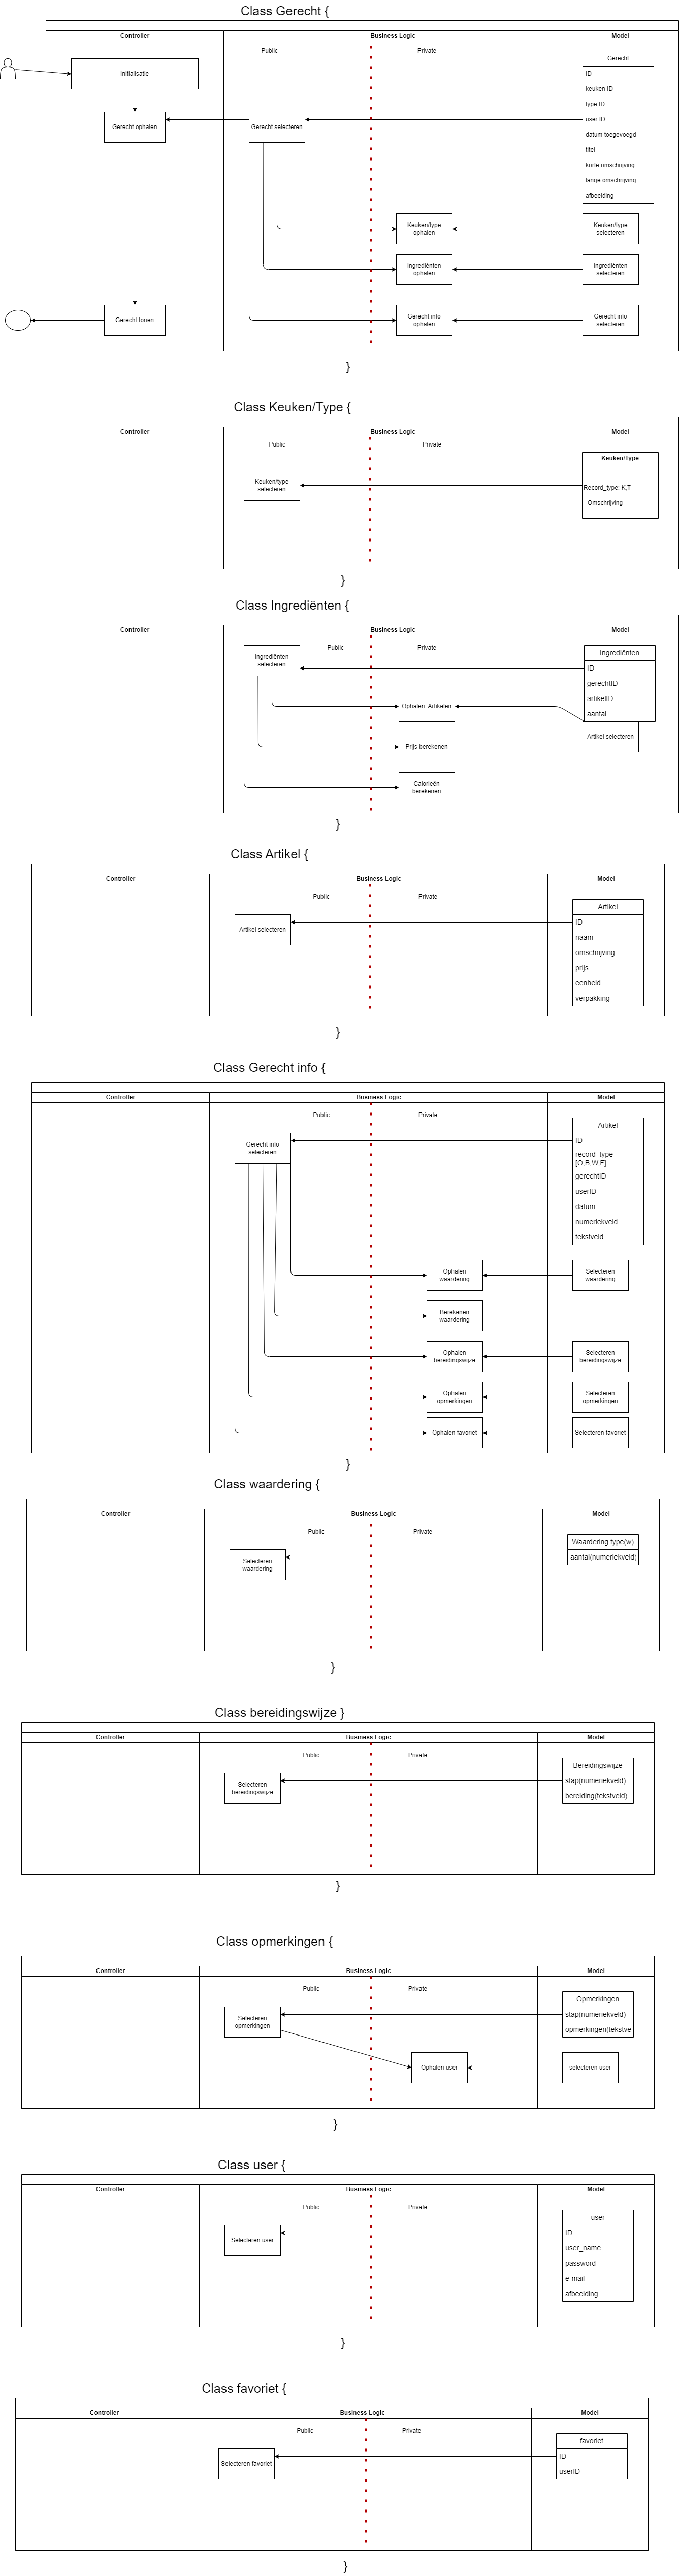 Class Gerecht {
Controller
Business Logic
Model
Public
Private
Initialisatie
Gerecht ophalen
Gerecht selecteren
Gerecht
ID
keuken ID
type ID
user ID
datum toegevoegd
titel
korte omschrijving
lange omschrijving
afbeelding
Keuken/type
ophalen
Keuken/type
selecteren
Ingrediënten
ophalen
Ingrediënten
selecteren
Gerecht tonen
Gerecht info
ophalen
Gerecht info
selecteren
}
Class Keuken/Type {
Controller
Business Logic
Model
Public
Private
Keuken/type
selecteren
Keuken/Type
Record_type: K,T
Omschrijving
}
Class Ingrediënten {
Controller
Business Logic
Model
Public
Private
Ingrediënten
selecteren
Ingrediënten
ID
gerechtID
artikelID
aantal
Ophalen Artikelen
Artikel selecteren
Prijs berekenen
Calorieën
berekenen
}
Class Artikel {
Controller
Business Logic
Model
Public
Private
Artikel selecteren
Artikel
ID
naam
omschrijving
prijs
eenheid
verpakking
}
Class Gerecht info {
Controller
Business Logic
Model
Public
Private
Gerecht info
selecteren
Artikel
ID
record_type
[O,B,W,F]
gerechtID
userID
datum
numeriekveld
tekstveld
Ophalen
waardering
Selecteren
waardering
Berekenen
waardering
Ophalen
bereidingswijze
Selecteren
bereidingswijze
Ophalen
opmerkingen
Selecteren
opmerkingen
Ophalen favoriet
Selecteren favoriet
}
Class waardering {
Controller
Business Logic
Model
Public
Private
Selecteren
waardering
Waardering type(w)
aantal(numeriekveld)
}
Class bereidingswijze }
Controller
Business Logic
Model
Public
Private
Selecteren
bereidingswijze
Bereidingswijze
stap(numeriekveld)
bereiding(tekstveld)
}
Class opmerkingen {
Controller
Business Logic
Model
Public
Private
Selecteren
opmerkingen
Opmerkingen
stap(numeriekveld)
opmerkingen(tekstve
Ophalen user
selecteren user
}
Class user {
Controller
Business Logic
Model
Public
Private
Selecteren user
user
ID
user_name
password
e-mail
afbeelding
}
Class favoriet {
Controller
Business Logic
Model
Public
Private
Selecteren favoriet
favoriet
ID
userID
}